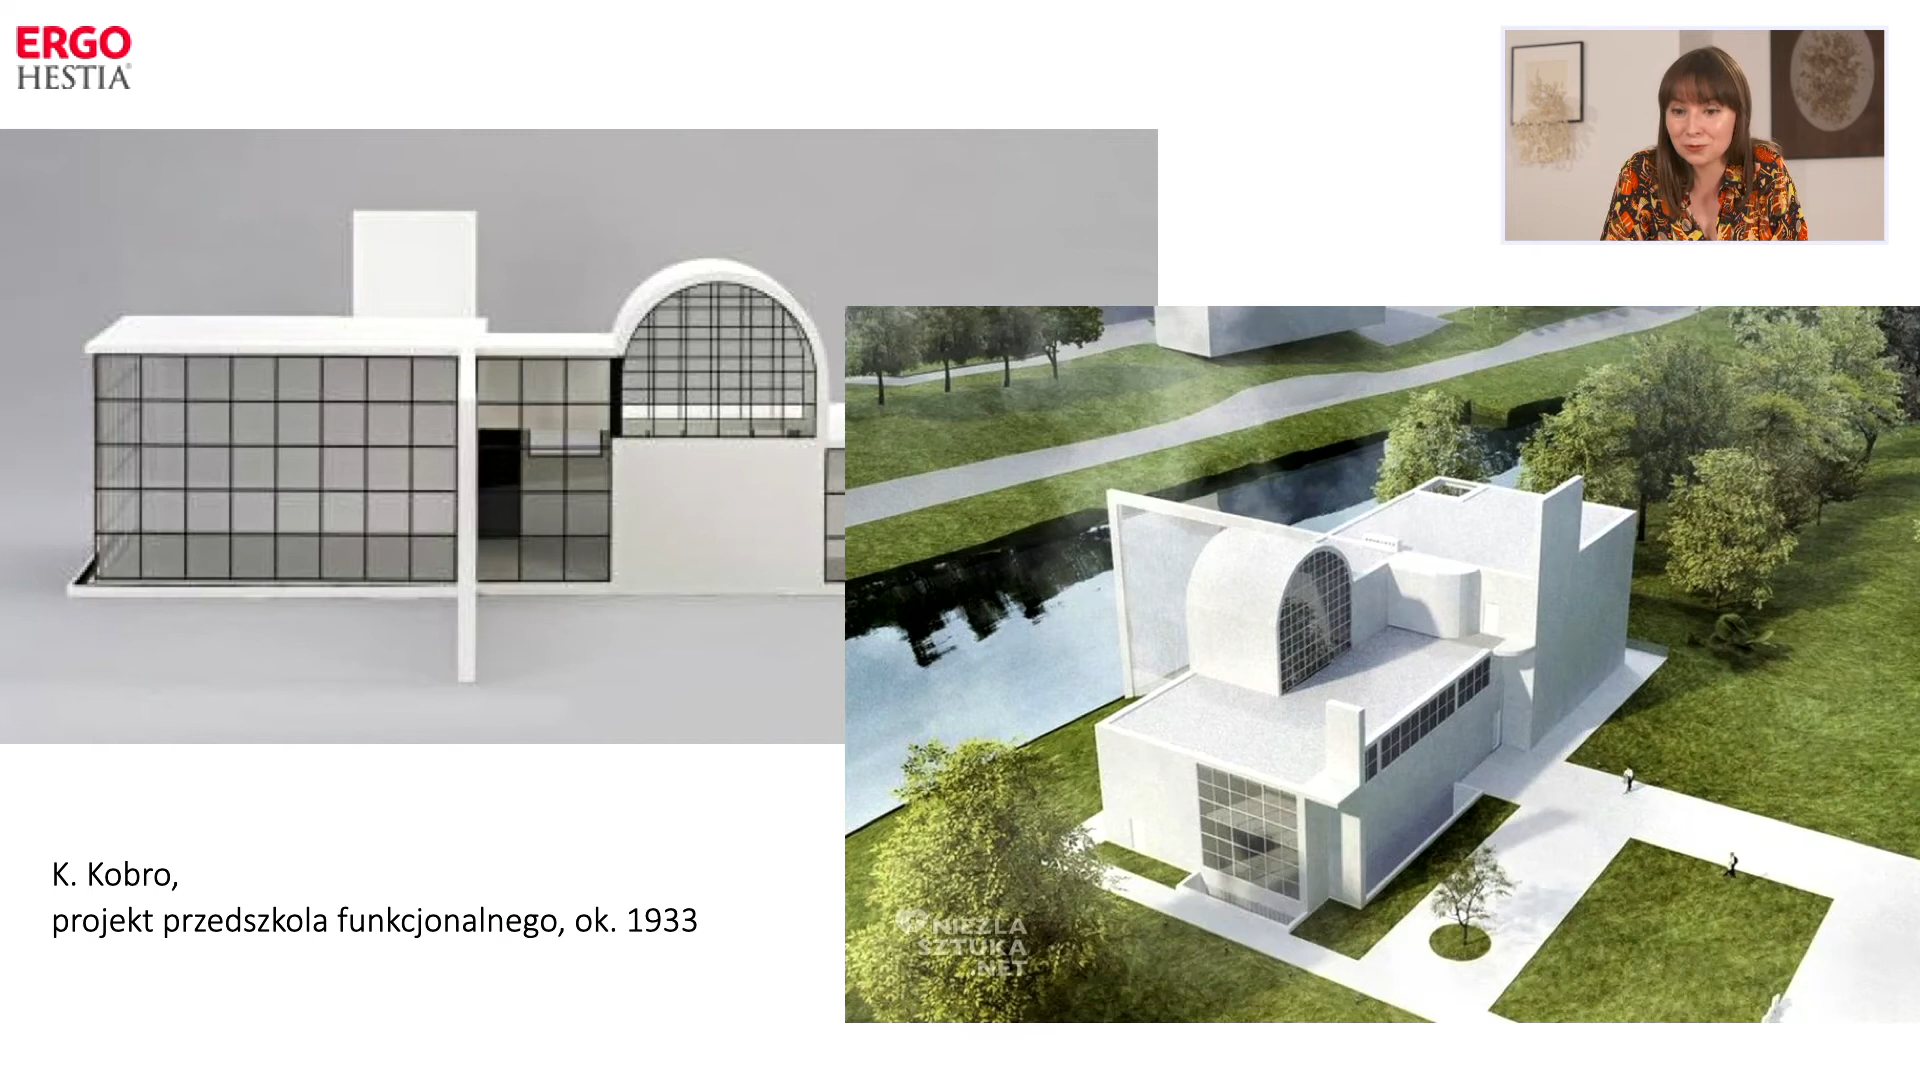 ERGO
HESTIA®
NIEZŁA
SZTUKA
.NET
K. Kobro,
projekt przedszkola funkcjonalnego, ok. 1933